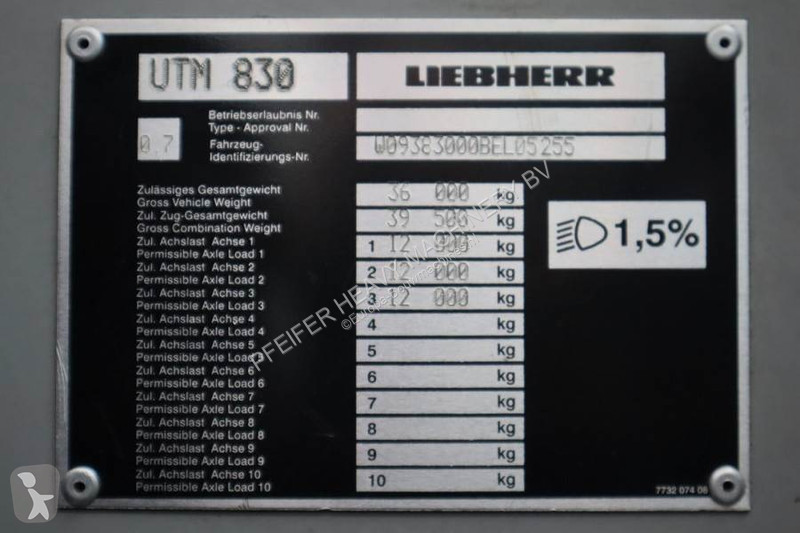 UTM 830
LIEBHERR
Betriebserlaubnis Nr.
Type - Approval Nr.
0.7
Fahrzeug-
Identifizierungs-Nr.
W09383000BEL05255
Zulässiges Gesamtgewicht
Gross Vehicle Weight
36 000 kg
Zul. Zug-Gesamtgewicht
Gross Combination Weight
39 500 kg
Zul. Achslast Achse 1
Permissible Axle Load 1
1 12 000 kg
Zul. Achslast Achse 2
Permissible Axle Load 2
2 12 000 kg
Zul. Achslast Achse 3
Permissible Axle Load 3
3 12 000 kg
Zul. Achslast Achse 4
Permissible Axle Load 4
4 kg
Zul. Achslast Achse 5
Permissible Axle Load 5
5 kg
Zul. Achslast Achse 6
Permissible Axle Load 6
6 kg
Zul. Achslast Achse 7
Permissible Axle Load 7
7 kg
Zul. Achslast Achse 8
Permissible Axle Load 8
8 kg
Zul. Achslast Achse 9
Permissible Axle Load 9
9 kg
Zul. Achslast Achse 10
Permissible Axle Load 10
10 kg
1,5%
7732 074 06
PFEIFER HEAVY MACHINERY BV